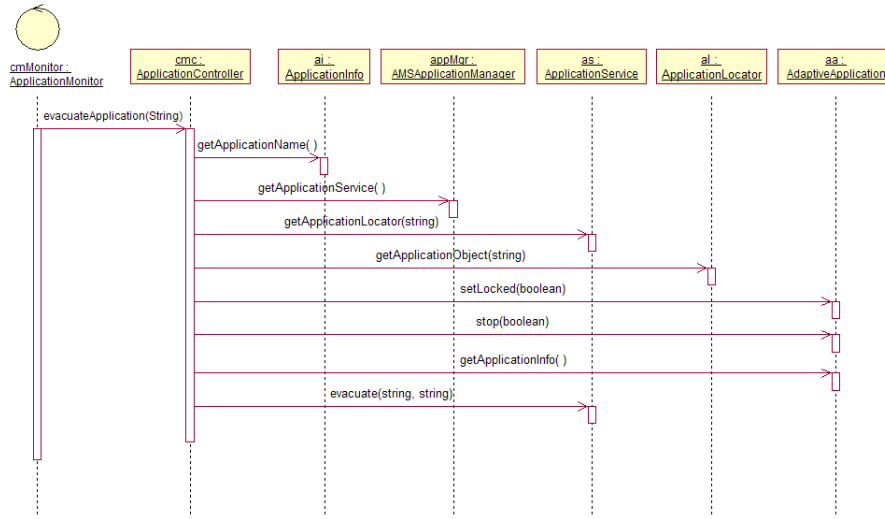 cmMonitor :
ApplicationMonitor
cmc :
ApplicationController
ai :
ApplicationInfo
appMgr :
AMSApplicationManager
as :
ApplicationService
al :
ApplicationLocator
aa :
AdaptiveApplication
evacuateApplication(String)
getApplicationName( )
getApplicationService( )
getApplicationLocator(string)
getApplicationObject(string)
setLocked(boolean)
stop(boolean)
getApplicationInfo( )
evacuate(string, string)